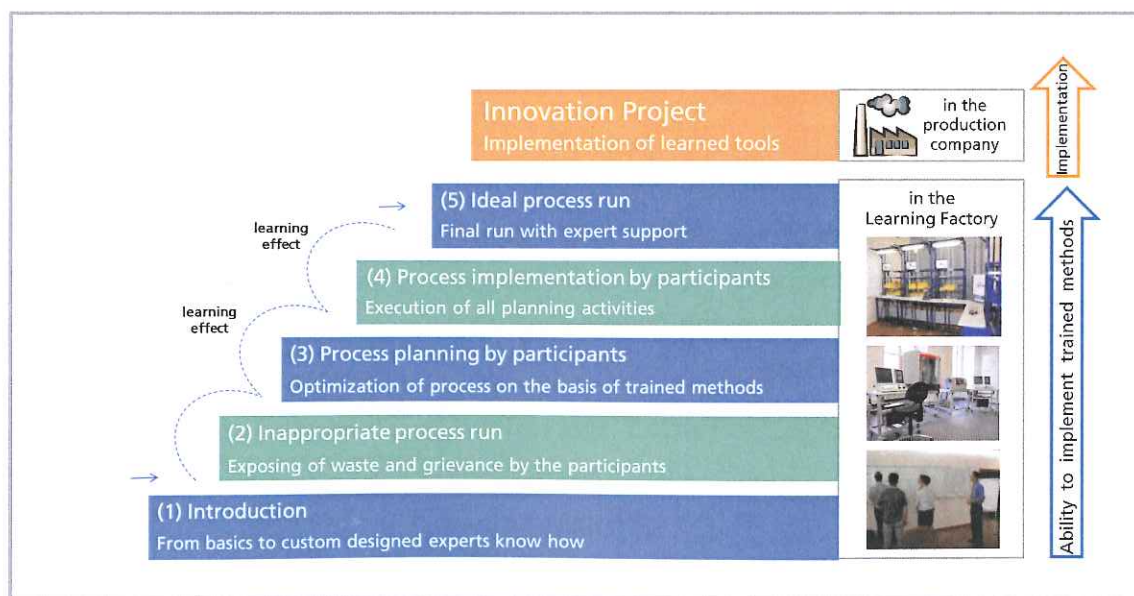 Innovation Project
Implementation of learned tools
in the
production
company
Implementation
(5) Ideal process run
Final run with expert support
in the
Learning Factory
learning
effect
(4) Process implementation by participants
Execution of all planning activities
learning
effect
(3) Process planning by participants
Optimization of process on the basis of trained methods
(2) Inappropriate process run
Exposing of waste and grievance by the participants
(1) Introduction
From basics to custom designed experts know how
Ability to implement trained methods